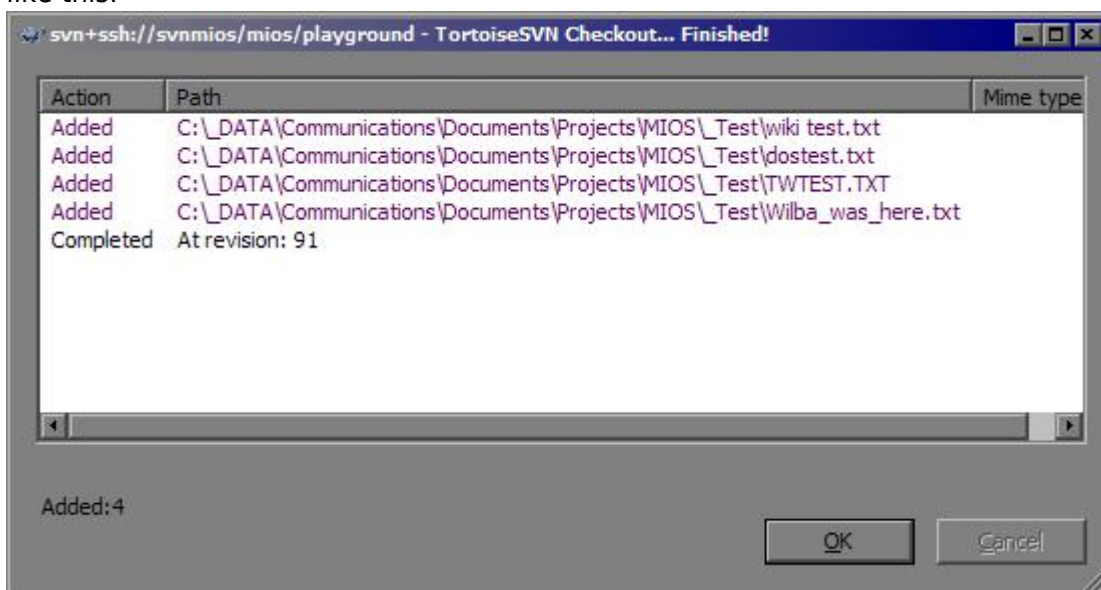 like this:
svn+ssh://svnmios/mios/playground - TortoiseSVN Checkout... Finished!
Action Path Mime type
Added C:\_DATA\Communications\Documents\Projects\MIOS\_Test\wiki test.txt
Added C:\_DATA\Communications\Documents\Projects\MIOS\_Test\dostest.txt
Added C:\_DATA\Communications\Documents\Projects\MIOS\_Test\TWTEST.TXT
Added C:\_DATA\Communications\Documents\Projects\MIOS\_Test\Wilba_was_here.txt
Completed At revision: 91
Added:4
OK Cancel